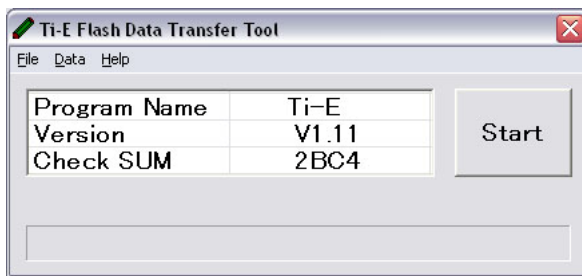 Ti-E Flash Data Transfer Tool
File Data Help
Program Name Ti-E
Version V1.11
Check SUM 2BC4
Start